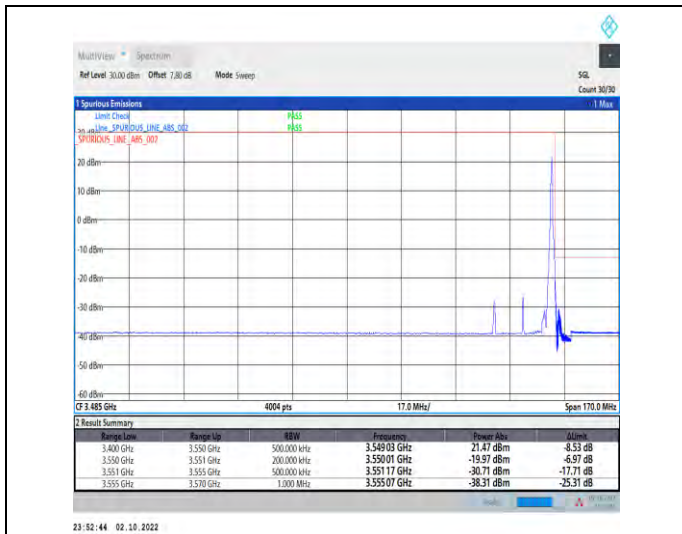 MultiView Spectrum
Ref Level 30.00 dBm Offset 7.80 dB Mode Sweep SGL
Count 30/30
1 Spurious Emissions 1 Max
Limit Check PASS
Line _SPURIOUS_LINE_ABS_002 PASS
_SPURIOUS_LINE_ABS_002
20 dBm
10 dBm
0 dBm
-10 dBm
-20 dBm
-30 dBm
-40 dBm
-50 dBm
-60 dBm
CF 3.485 GHz 4004 pts 17.0 MHz/ Span 170.0 MHz
2 Result Summary
Range Low Range Up RBW Frequency Power Abs ΔLimit
3.400 GHz 3.550 GHz 500.000 kHz 3.54903 GHz 21.47 dBm -8.53 dB
3.550 GHz 3.551 GHz 200.000 kHz 3.55001 GHz -19.97 dBm -6.97 dB
3.551 GHz 3.555 GHz 500.000 kHz 3.55117 GHz -30.71 dBm -17.71 dB
3.555 GHz 3.570 GHz 1.000 MHz 3.55507 GHz -38.31 dBm -25.31 dB
23:52:44 02.10.2022